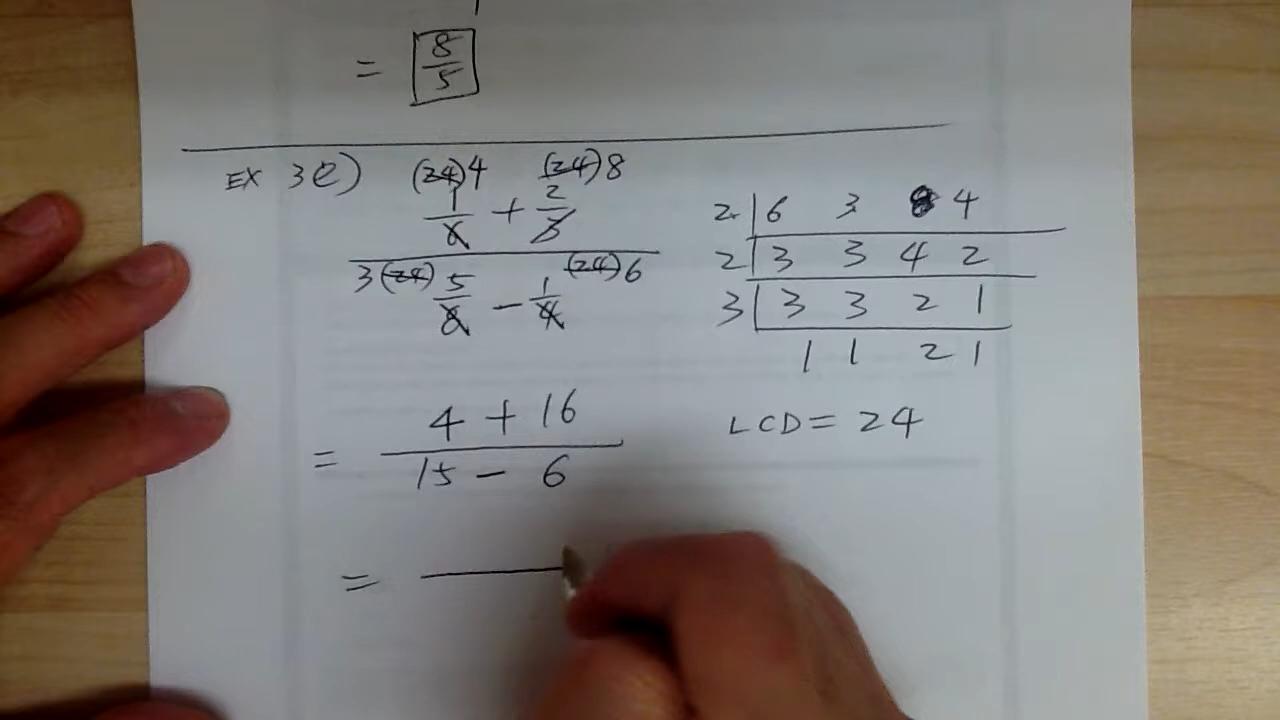 = 8/5
EX 3e) (24)4 (24)8
1/6 + 2/3
3(24) 5/8 - 1/4 (24)6
= 4 + 16
15 - 6
=
2 | 6 3 8 4
2 | 3 3 4 2
3 | 3 3 2 1
1 1 2 1
LCD = 24